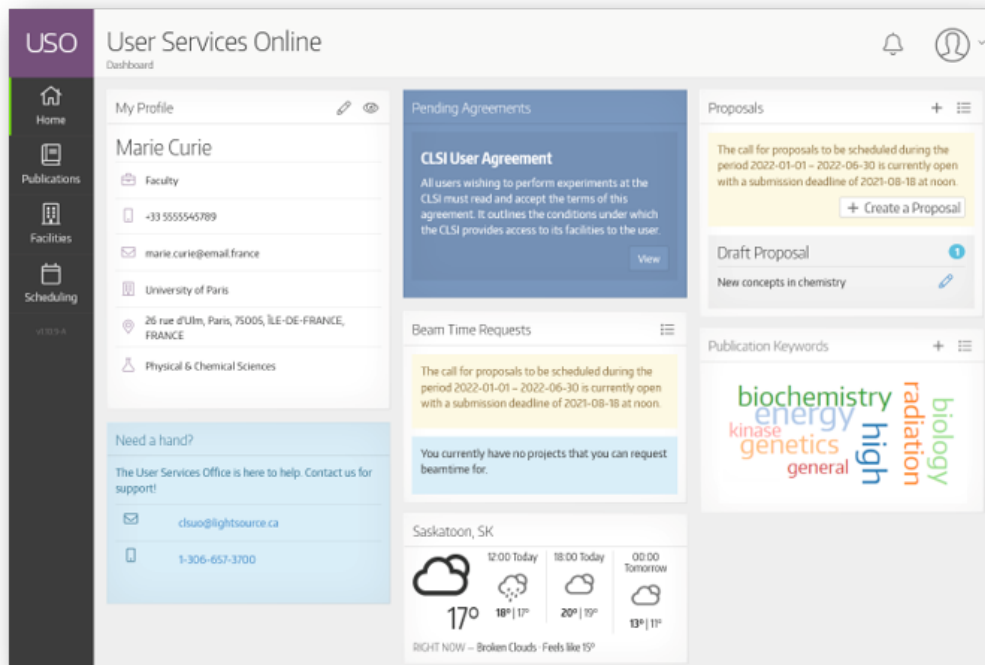 USO
User Services Online
Dashboard
Home
Publications
Facilities
Scheduling
My Profile
Marie Curie
Faculty
+33 5555545789
marie.curie@email.france
University of Paris
26 rue d'Ulm, Paris, 75005, ÎLE-DE-FRANCE,
FRANCE
Physical & Chemical Sciences
Need a hand?
The User Services Office is here to help. Contact us for
support!
clsuo@lightsource.ca
1-306-657-3700
Pending Agreements
CLSI User Agreement
All users wishing to perform experiments at the
CLSI must read and accept the terms of this
agreement. It outlines the conditions under which
the CLSI provides access to its facilities to the user.
View
Beam Time Requests
The call for proposals to be scheduled during the
period 2022-01-01 – 2022-06-30 is currently open
with a submission deadline of 2021-08-18 at noon.
You currently have no projects that you can request
beamtime for.
Saskatoon, SK
17°
12:00 Today
18° | 17°
18:00 Today
20° | 19°
00:00
Tomorrow
13° | 11°
RIGHT NOW — Broken Clouds · Feels like 15°
Proposals
The call for proposals to be scheduled during the
period 2022-01-01 – 2022-06-30 is currently open
with a submission deadline of 2021-08-18 at noon.
+ Create a Proposal
Draft Proposal
1
New concepts in chemistry
Publication Keywords
biochemistry
energy
kinase
genetics
general
high
radiation
biology